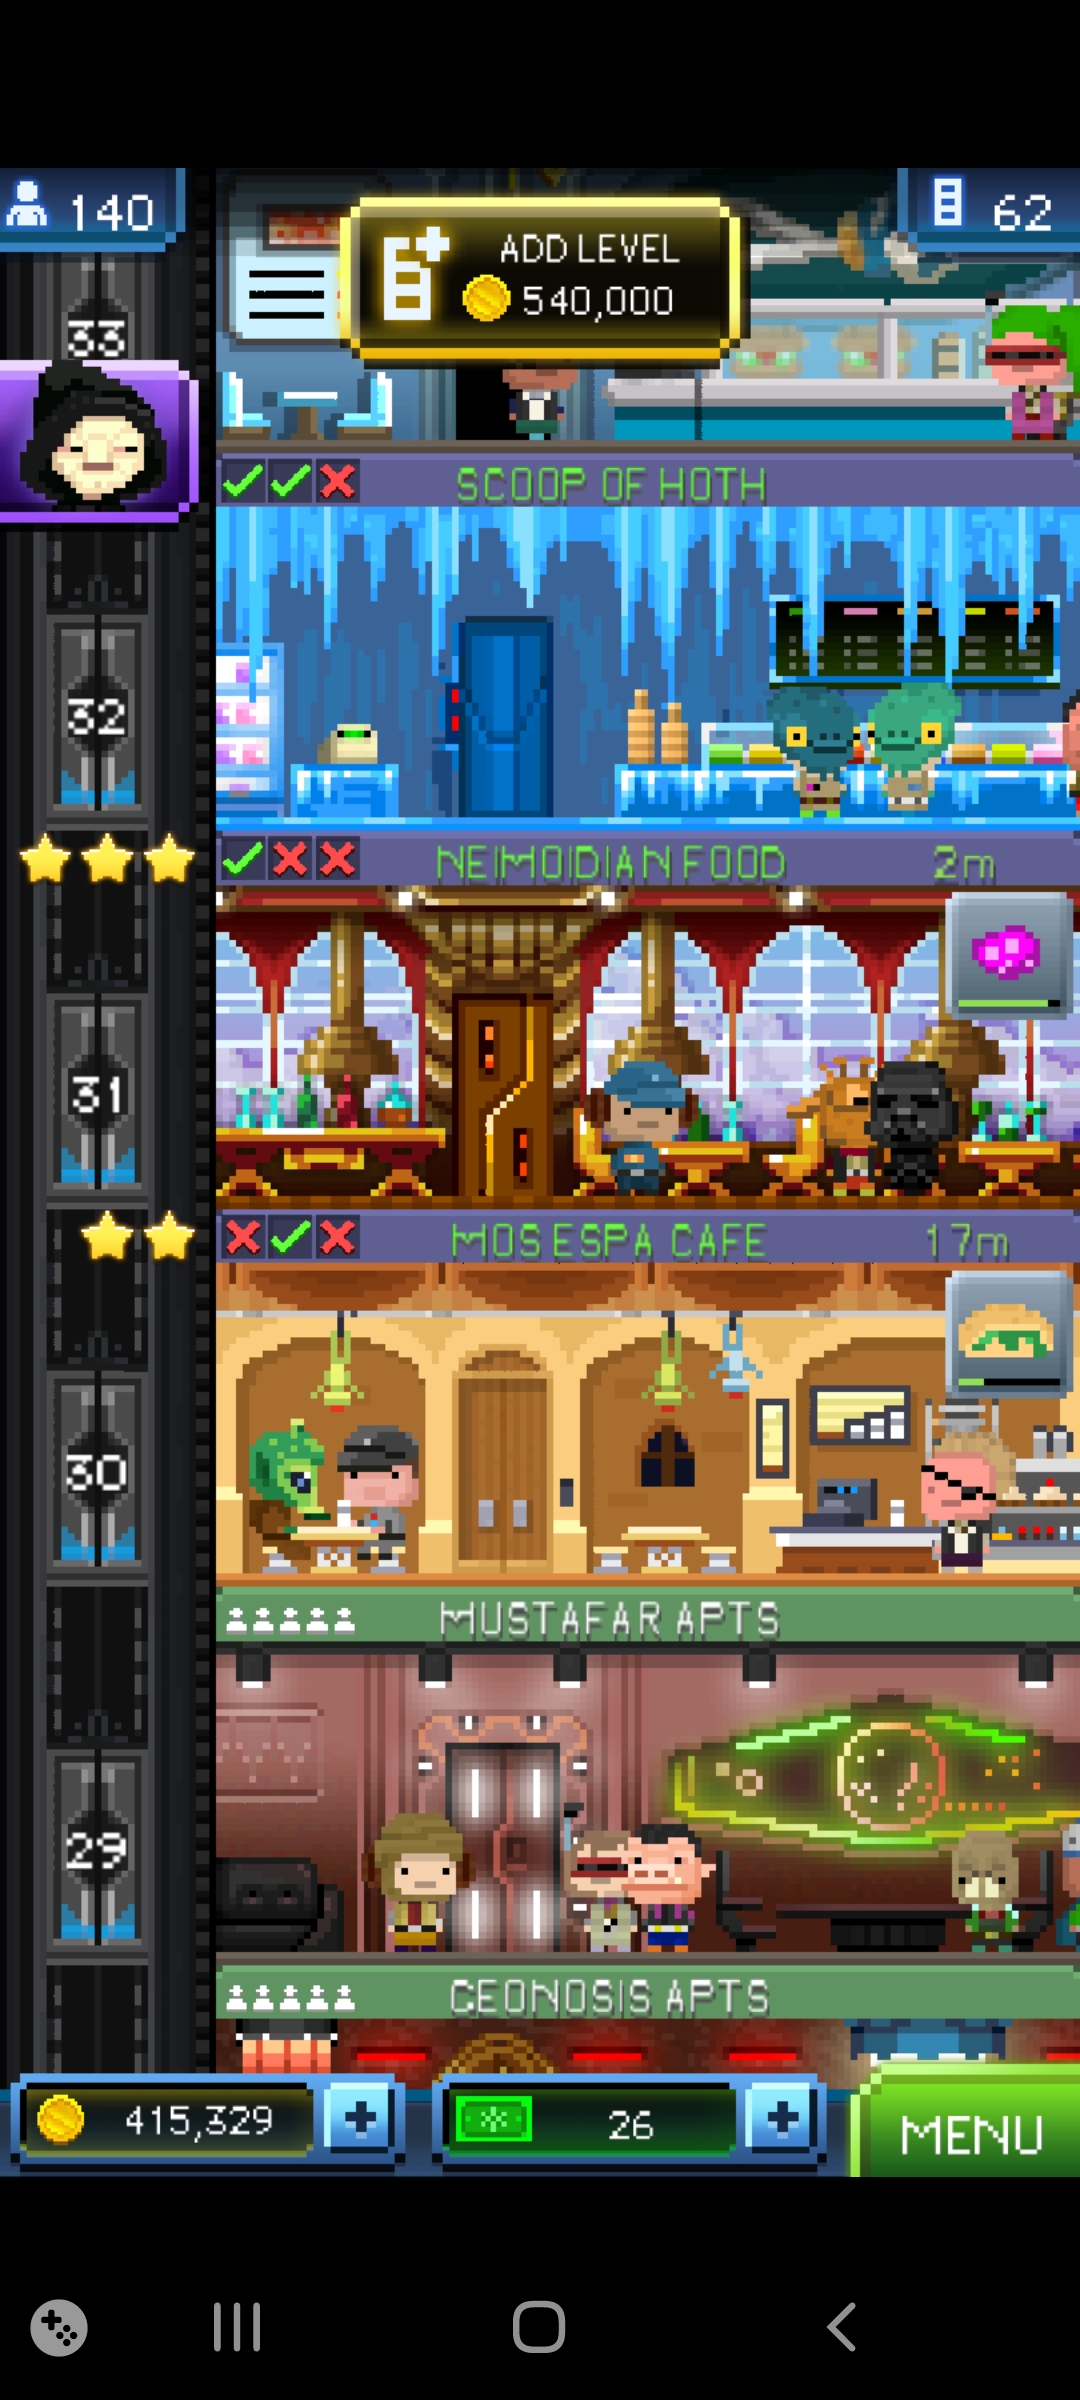 140
ADD LEVEL
540,000
62
33
SCOOP OF HOTH
32
NEIMOIDIAN FOOD 2m
31
MOS ESPA CAFE 17m
30
MUSTAFAR APTS
29
GEONOSIS APTS
415,329
26
MENU